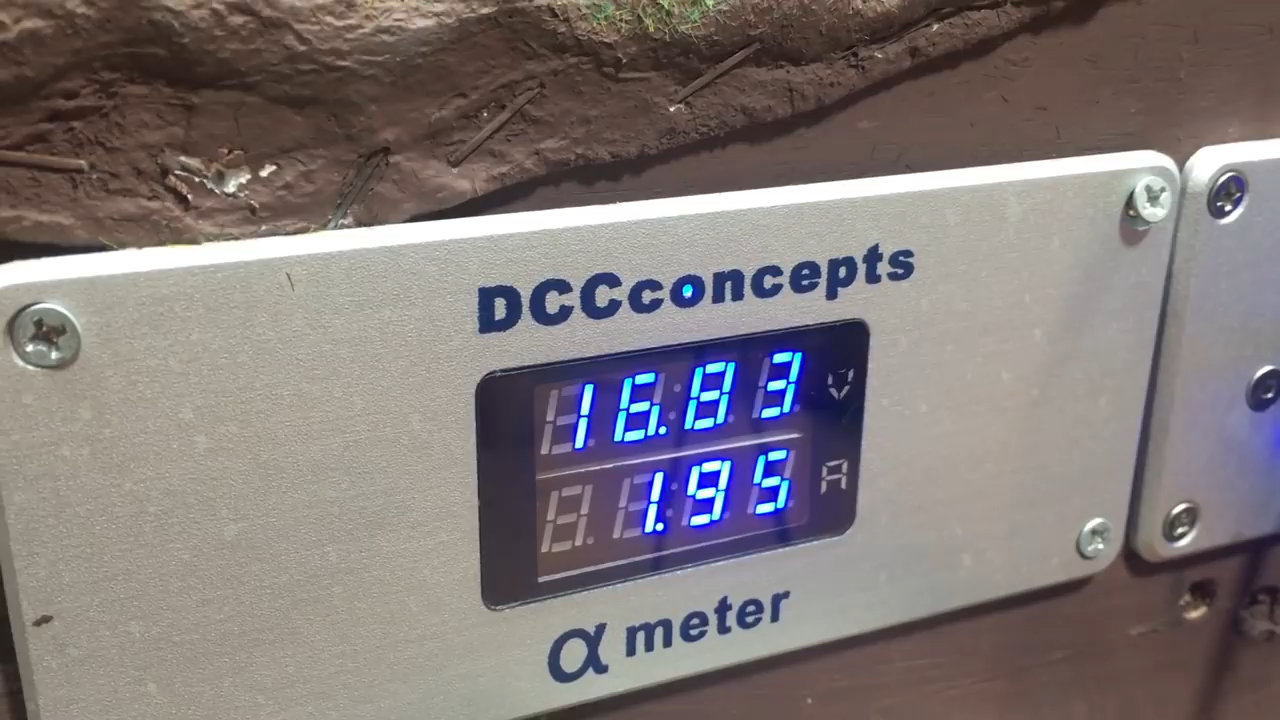 DCCconcepts
16.83 V
1.95 A
α meter